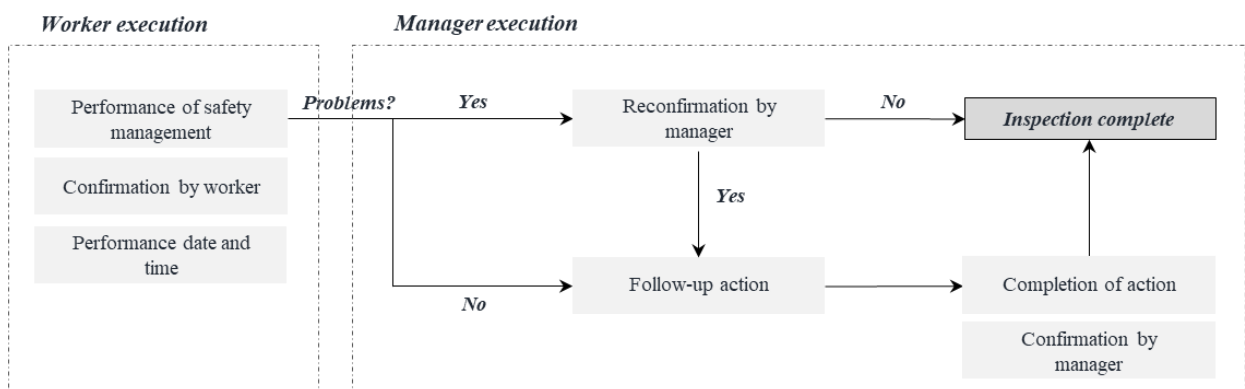 Worker execution
Manager execution
Performance of safety
management
Problems?
Yes
Reconfirmation by
manager
No
Inspection complete
Confirmation by worker
Yes
Performance date and
time
Follow-up action
Completion of action
No
Confirmation by
manager